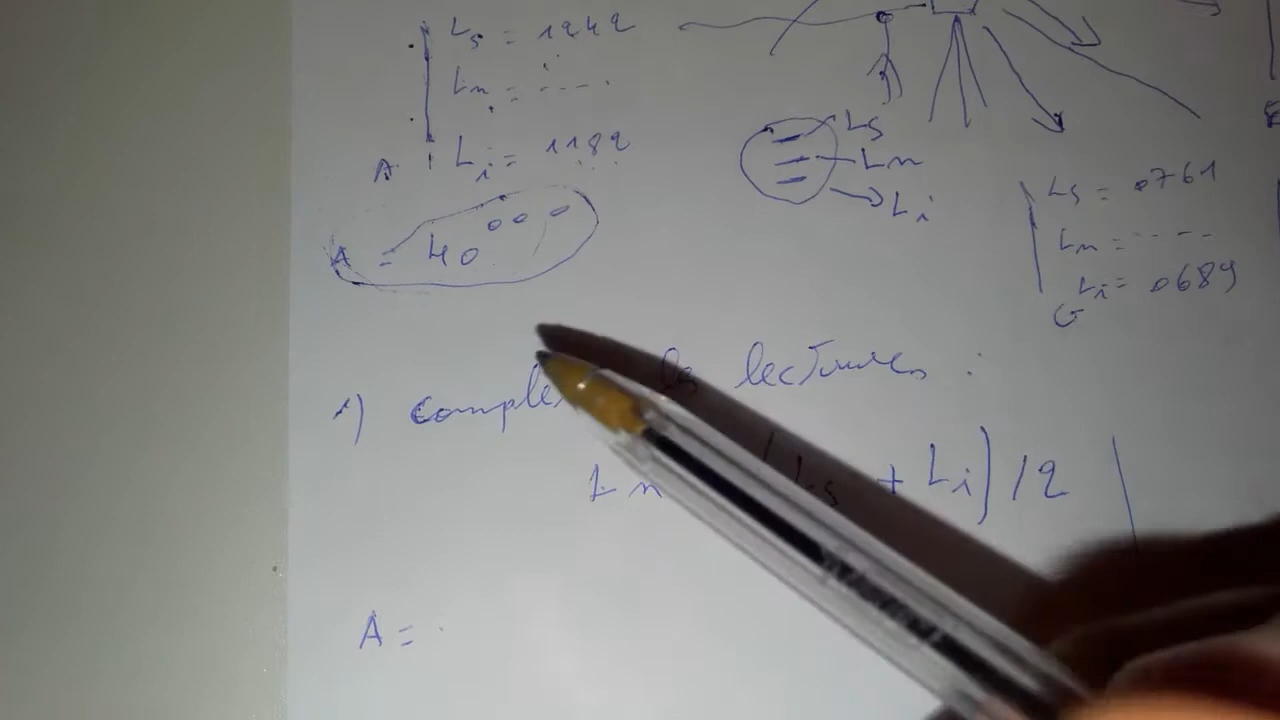 Ls = 1242
Lm = ----
A Li = 1182
A = 40,000
Ls
Lm
Li
Ls = 0761
Lm = ----
Li = 0689
G
1) comple les lectures :
Lm (Ls + Li) / 2
A =